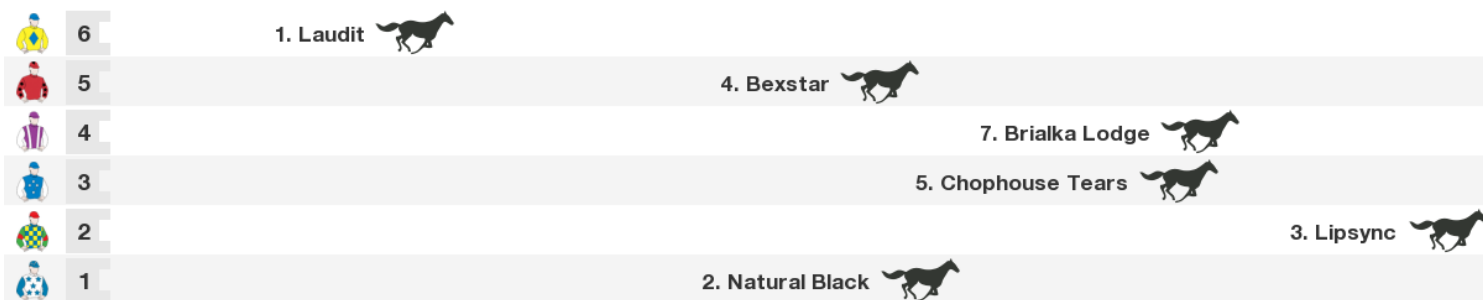 6 1. Laudit
5 4. Bexstar
4 7. Brialka Lodge
3 5. Chophouse Tears
2 3. Lipsync
1 2. Natural Black